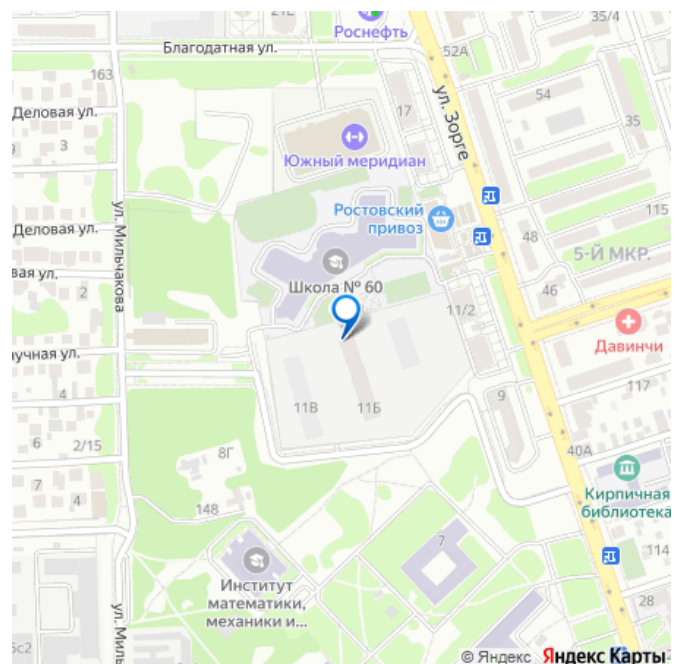 21Е
Роснефть
35/4
Благодатная ул.
52А
163
54
17
Деловая ул.
ул. Зорге
35
3
Южный меридиан
ул. Мильчакова
Ростовский
привоз
115
Деловая ул.
48
5-Й МКР.
вая ул.
Школа № 60
2
46
11/2
Давинчи
аучная ул.
117
4
9
11В
11Б
6
2/15
8Г
40А
7
4
148
Кирпичная
библиотека
7
114
Институт
математики,
механики и...
28
ул. Миль
5с2
© Яндекс Яндекс Карты